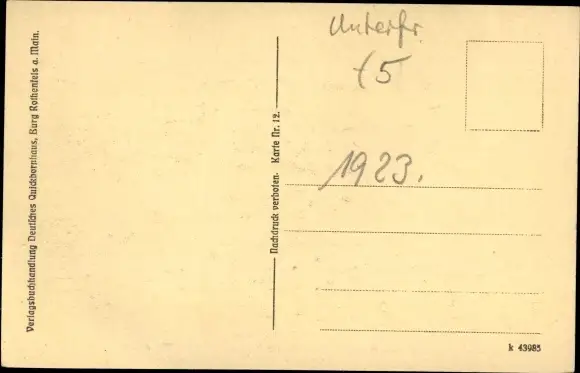 Verlagsbuchhandlung Deutsches Quickbornhaus, Burg Rothenfels a. Main.
Nachdruck verboten. Karte Nr. 12.
Unterfr
15
1923.
k 43985